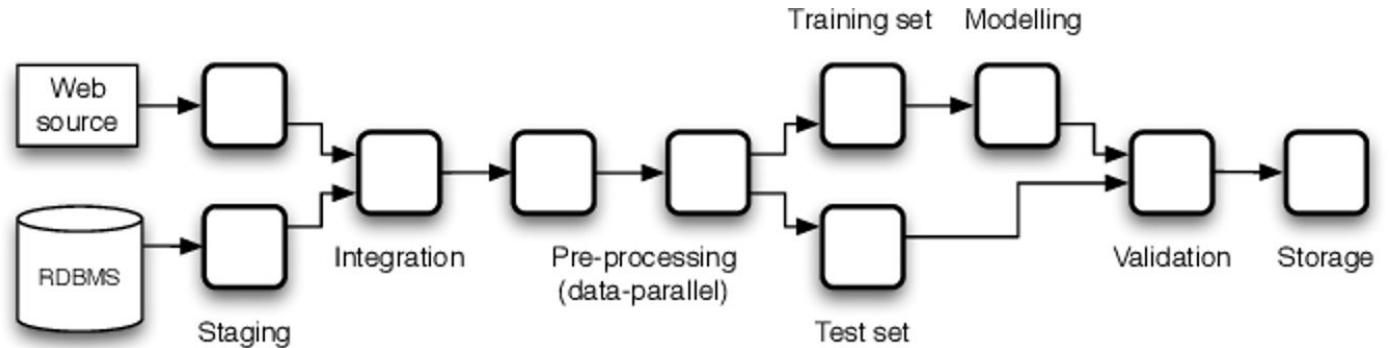 Training set
Modelling
Web
source
RDBMS
Integration
Pre-processing
(data-parallel)
Validation
Storage
Staging
Test set